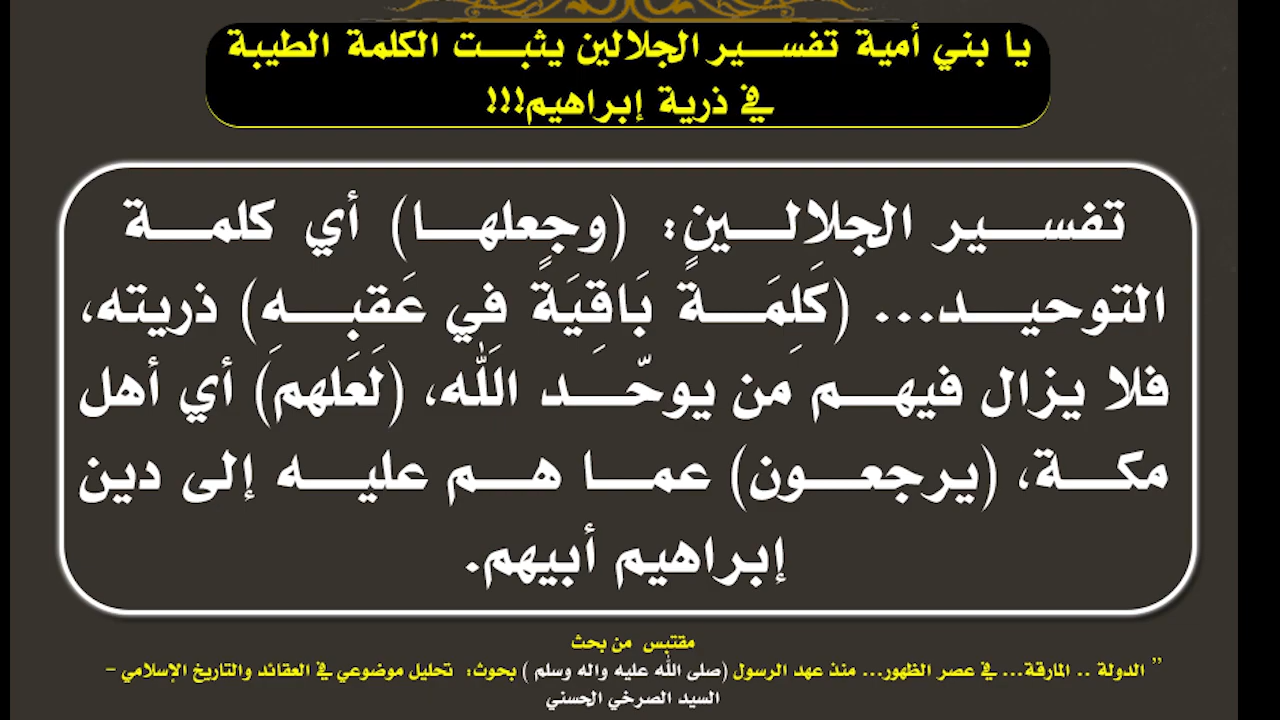 يا بني أمية تفسير الجلالين يثبت الكلمة الطيبة
في ذرية إبراهيم!!!
تفسير الجلالين: (وجعلها) أي كلمة
التوحيد... (كَلِمَةً بَاقِيَةً في عَقبِه) ذريته،
فلا يزال فيهم مَن يوحّد الله، (لَعَلهم) أي أهل
مكة، (يرجعون) عما هم عليه إلى دين
إبراهيم أبيهم.
مقتبس من بحث
" الدولة .. المارقة... في عصر الظهور... منذ عهد الرسول (صلى الله عليه واله وسلم ) بحوث: تحليل موضوعي في العقائد والتاريخ الإسلامي –
السيد الصرخي الحسني